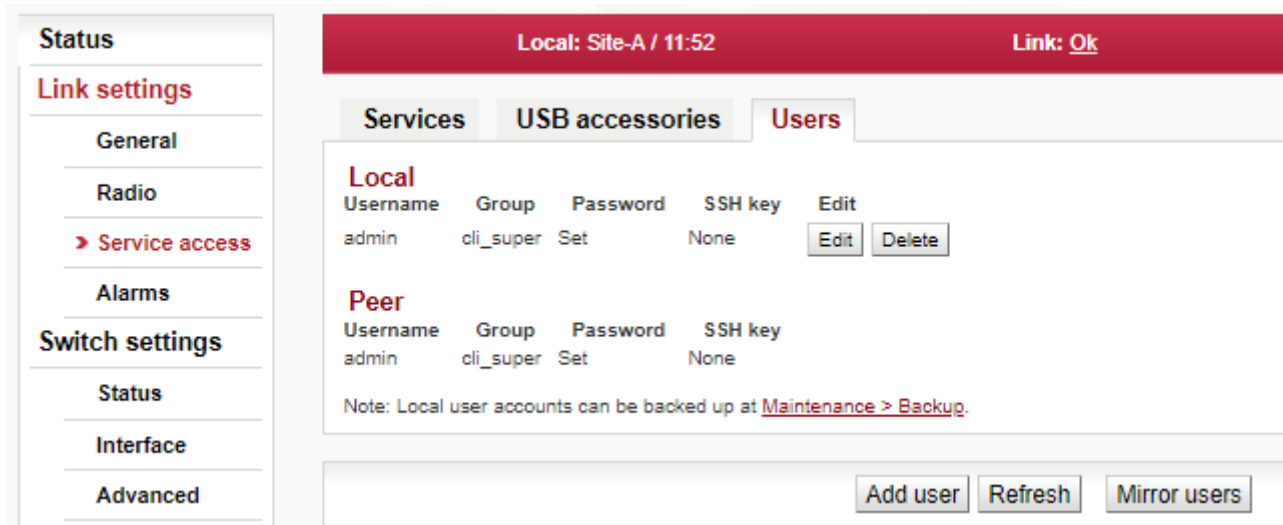 Status
Link settings
General
Radio
Service access
Alarms
Switch settings
Status
Interface
Advanced
Local: Site-A / 11:52 Link: Ok
Services USB accessories Users
Local
Username Group Password SSH key Edit
admin cli_super Set None Edit Delete
Peer
Username Group Password SSH key
admin cli_super Set None
Note: Local user accounts can be backed up at Maintenance > Backup.
Add user Refresh Mirror users